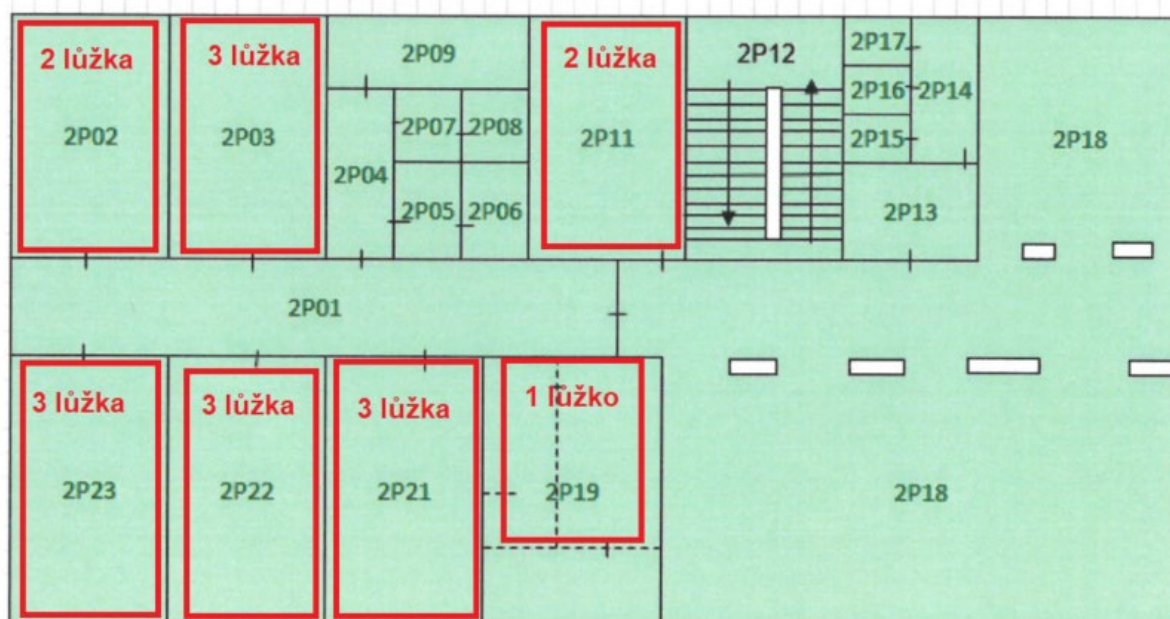 2 lůžka
3 lůžka
2P09
2 lůžka
2P12
2P17
2P16
2P14
2P02
2P03
2P07
2P08
2P11
2P15
2P18
2P04
2P05
2P06
2P13
2P01
3 lůžka
3 lůžka
3 lůžka
1 lůžko
2P23
2P22
2P21
2P19
2P18